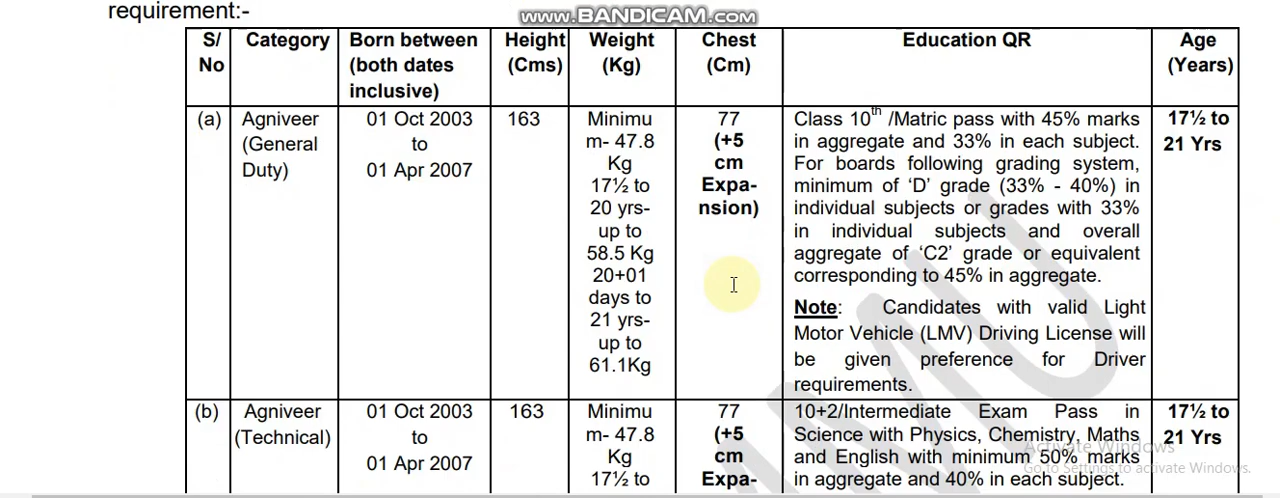 requirement:-
www.BANDICAM.com
S/ No
Category
Born between (both dates inclusive)
Height (Cms)
Weight (Kg)
Chest (Cm)
Education QR
Age (Years)
(a)
Agniveer
(General
Duty)
01 Oct 2003
to
01 Apr 2007
163
Minimu
m- 47.8
Kg
17½ to
20 yrs-
up to
58.5 Kg
20+01
days to
21 yrs-
up to
61.1Kg
77
(+5
cm
Expa-
nsion)
Class 10th /Matric pass with 45% marks
in aggregate and 33% in each subject.
For boards following grading system,
minimum of ‘D’ grade (33% - 40%) in
individual subjects or grades with 33%
in individual subjects and overall
aggregate of ‘C2’ grade or equivalent
corresponding to 45% in aggregate.
Note: Candidates with valid Light
Motor Vehicle (LMV) Driving License will
be given preference for Driver
requirements.
17½ to
21 Yrs
(b)
Agniveer
(Technical)
01 Oct 2003
to
01 Apr 2007
163
Minimu
m- 47.8
Kg
17½ to
77
(+5
cm
Expa-
10+2/Intermediate Exam Pass in
Science with Physics, Chemistry, Maths
and English with minimum 50% marks
in aggregate and 40% in each subject.
17½ to
21 Yrs
Activate Windows
Go to Settings to activate Windows.